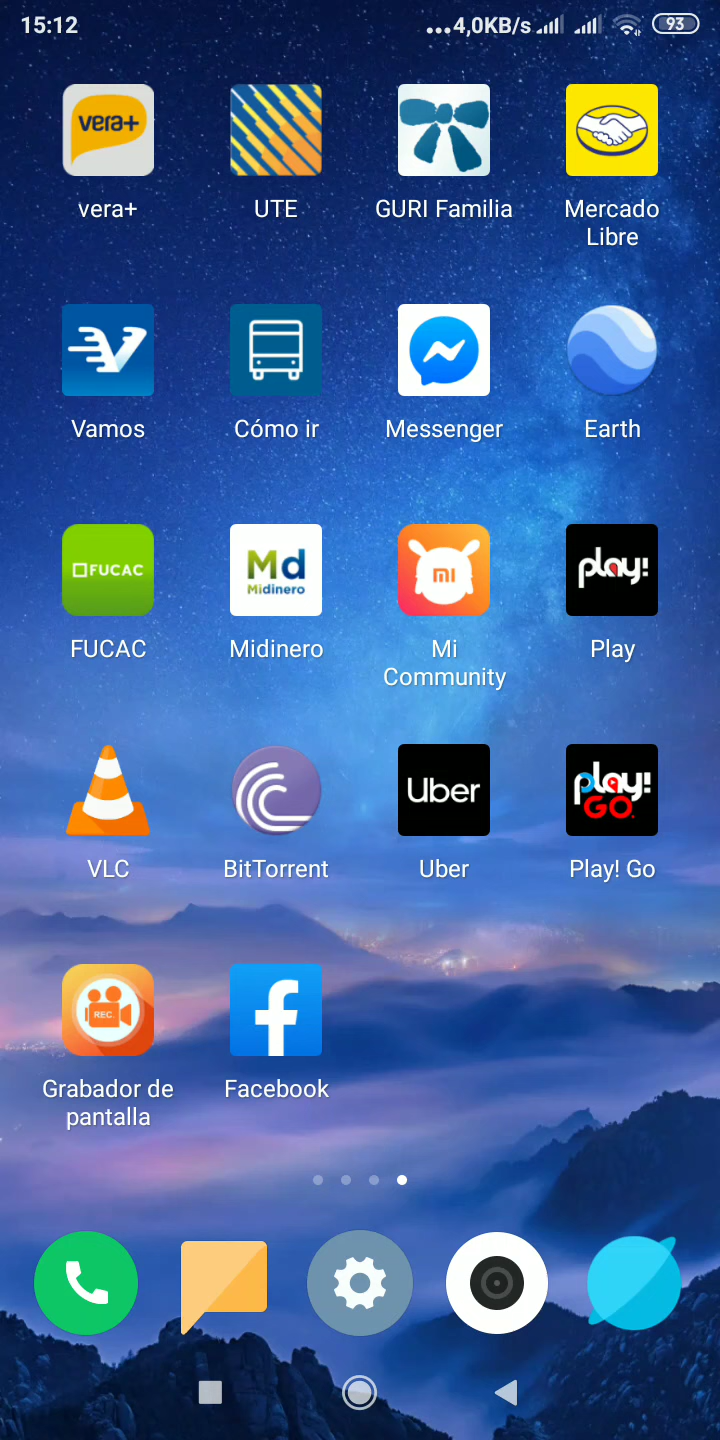 15:12
...4,0KB/s
93
vera+
vera+
UTE
GURI Familia
Mercado
Libre
Vamos
Cómo ir
Messenger
Earth
FUCAC
FUCAC
Md
Midinero
Midinero
mi
Mi
Community
play!
Play
VLC
BitTorrent
Uber
Uber
play!
GO
Play! Go
REC.
Grabador de
pantalla
Facebook